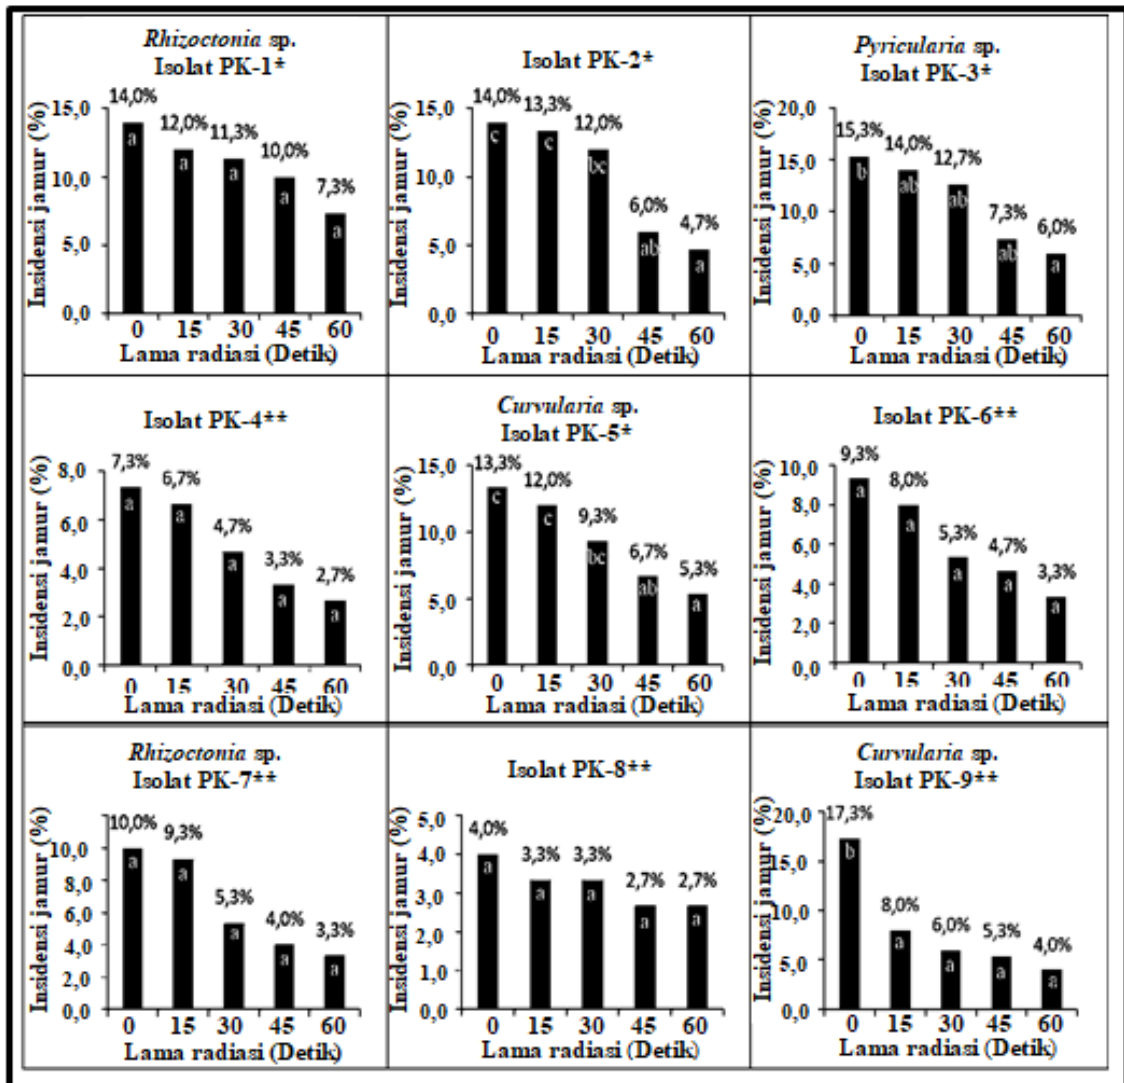 Rhizoctonia sp.
Isolat PK-1*
Insidensi jamur (%)
15,0
10,0
5,0
0,0
14,0%
12,0%
11,3%
10,0%
7,3%
a a a a a
0 15 30 45 60
Lama radiasi (Detik)
Isolat PK-2*
15,0
10,0
5,0
0,0
14,0%
13,3%
12,0%
6,0%
4,7%
c c bc ab a
0 15 30 45 60
Lama radiasi (Detik)
Pyricularia sp.
Isolat PK-3*
Insidensi jamur (%)
20,0
15,0
10,0
5,0
0,0
15,3%
14,0%
12,7%
7,3%
6,0%
b ab ab ab a
0 15 30 45 60
Lama radiasi (Detik)
Isolat PK-4**
Insidensi jamur (%)
8,0
6,0
4,0
2,0
0,0
7,3%
6,7%
4,7%
3,3%
2,7%
a a a a a
0 15 30 45 60
Lama radiasi (Detik)
Curvularia sp.
Isolat PK-5*
Insidensi jamur (%)
15,0
10,0
5,0
0,0
13,3%
12,0%
9,3%
6,7%
5,3%
c c bc ab a
0 15 30 45 60
Lama radiasi (Detik)
Isolat PK-6**
Insidensi jamur (%)
10,0
8,0
6,0
4,0
2,0
0,0
9,3%
8,0%
5,3%
4,7%
3,3%
a a a a a
0 15 30 45 60
Lama radiasi (Detik)
Rhizoctonia sp.
Isolat PK-7**
Insidensi jamur (%)
10,0
8,0
6,0
4,0
2,0
0,0
10,0%
9,3%
5,3%
4,0%
3,3%
a a a a a
0 15 30 45 60
Lama radiasi (Detik)
Isolat PK-8**
Insidensi jamur (%)
5,0
4,0
3,0
2,0
1,0
0,0
4,0%
3,3%
3,3%
2,7%
2,7%
a a a a a
0 15 30 45 60
Lama radiasi (Detik)
Curvularia sp.
Isolat PK-9**
Insidensi jamur (%)
20,0
15,0
10,0
5,0
0,0
17,3%
8,0%
6,0%
5,3%
4,0%
b a a a a
0 15 30 45 60
Lama radiasi (Detik)